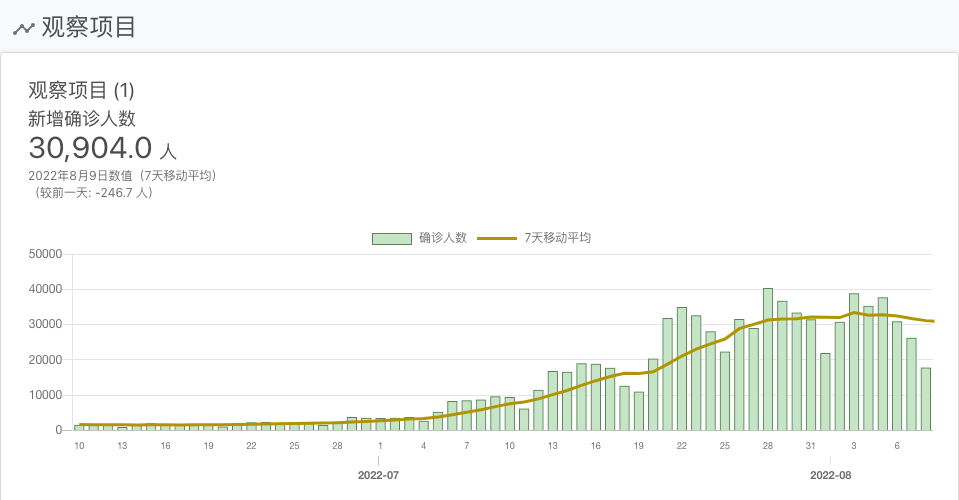 观察项目
观察项目 (1)
新增确诊人数
30,904.0 人
2022年8月9日数值（7天移动平均）
（较前一天: -246.7 人）
确诊人数 7天移动平均
50000
40000
30000
20000
10000
0
10 13 16 19 22 25 28 1 4 7 10 13 16 19 22 25 28 31 3 6
2022-07 2022-08